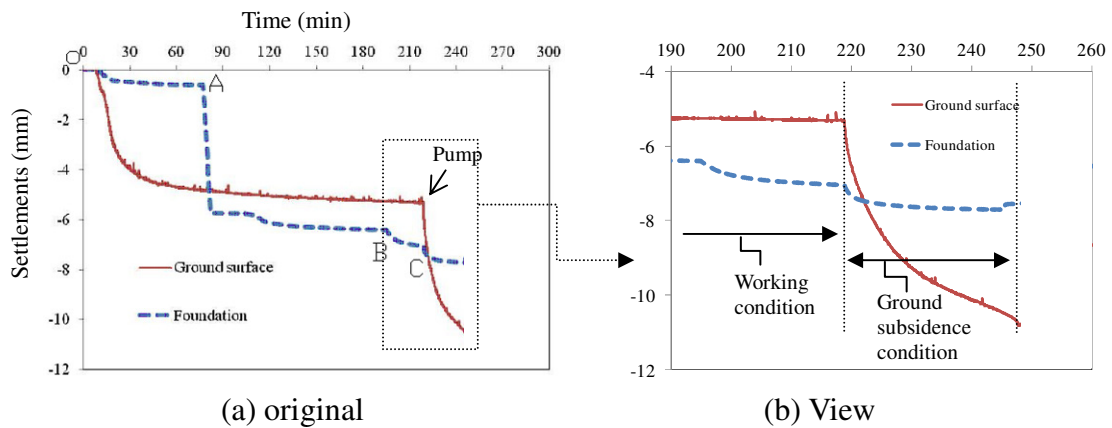 Time (min)
O
0 30 60 90 120 150 180 210 240 270 300
0
-2
-4
-6
-8
-10
-12
Settlements (mm)
A
B
C
Pump
Ground surface
Foundation
(a) original
190 200 210 220 230 240 250 260
-4
-6
-8
-10
-12
Ground surface
Foundation
Working
condition
Ground
subsidence
condition
(b) View